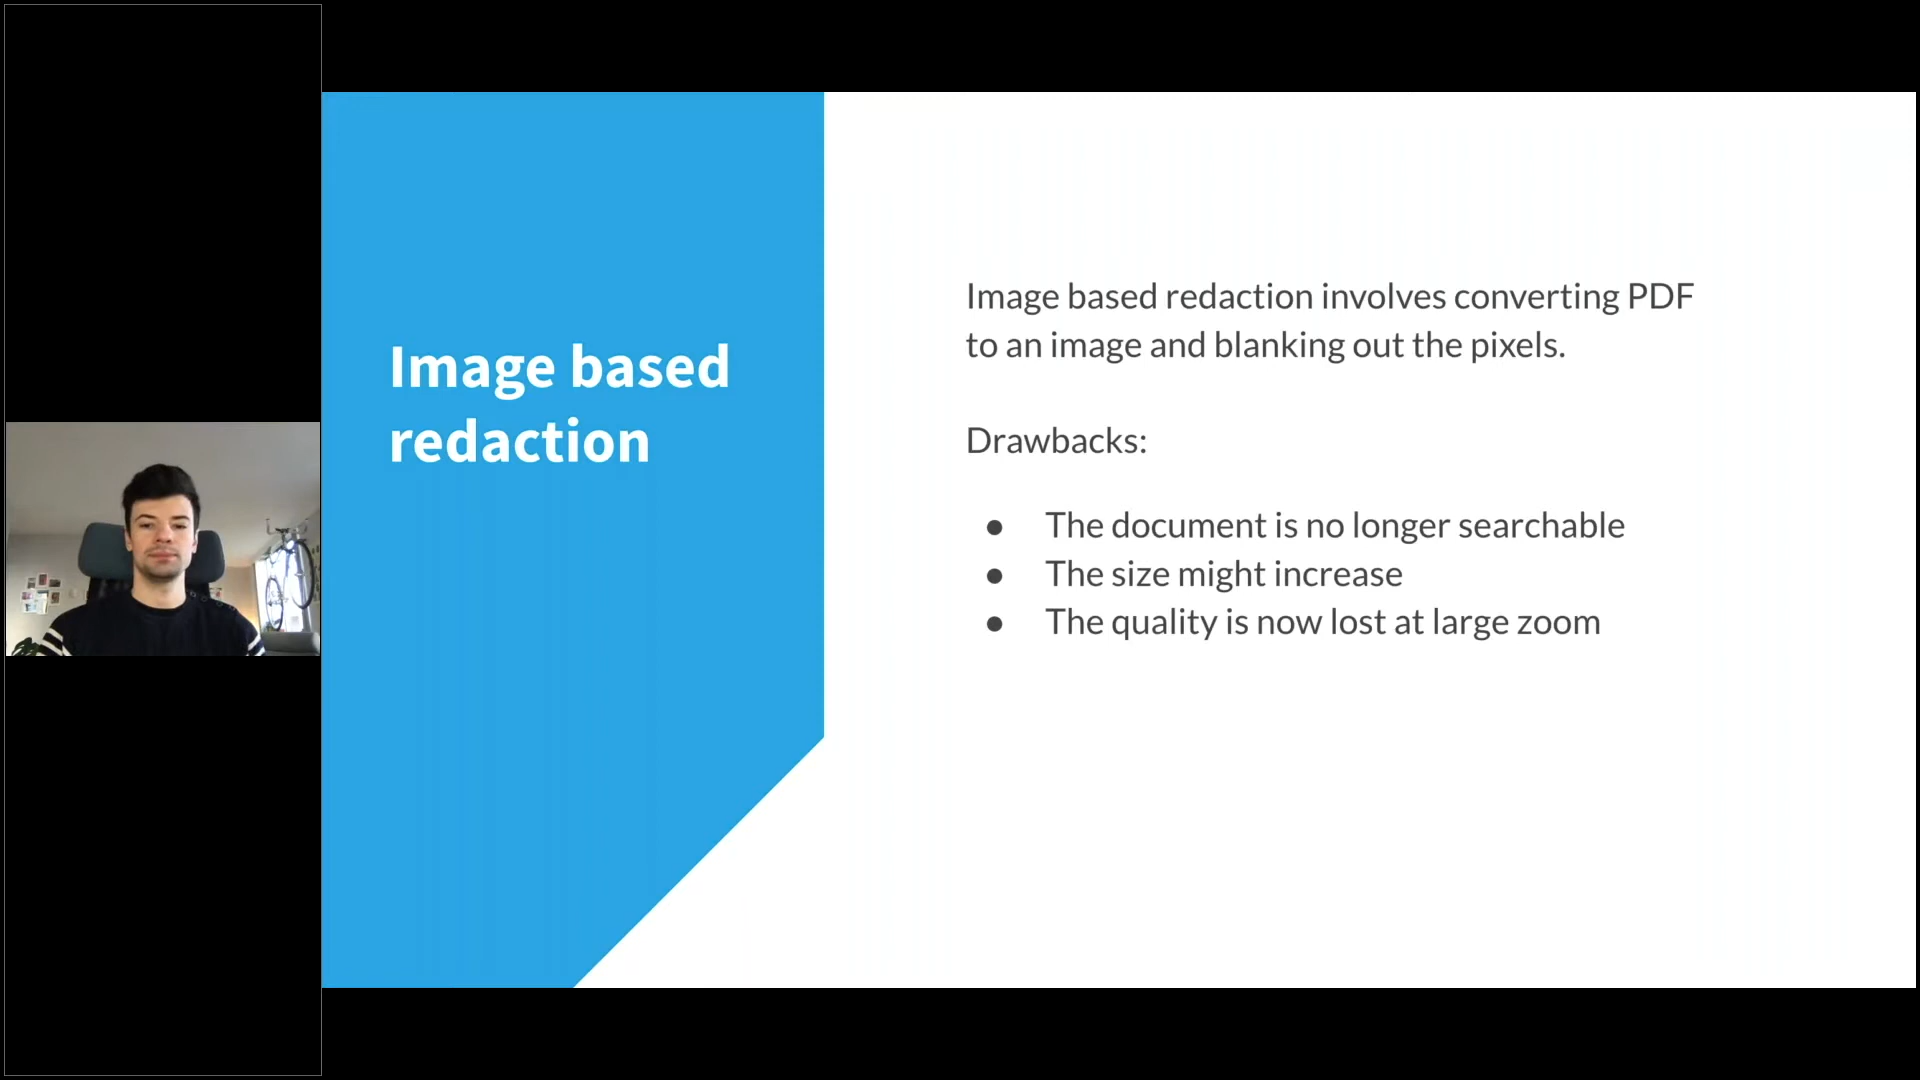 Image based
redaction
Image based redaction involves converting PDF
to an image and blanking out the pixels.
Drawbacks:
● The document is no longer searchable
● The size might increase
● The quality is now lost at large zoom